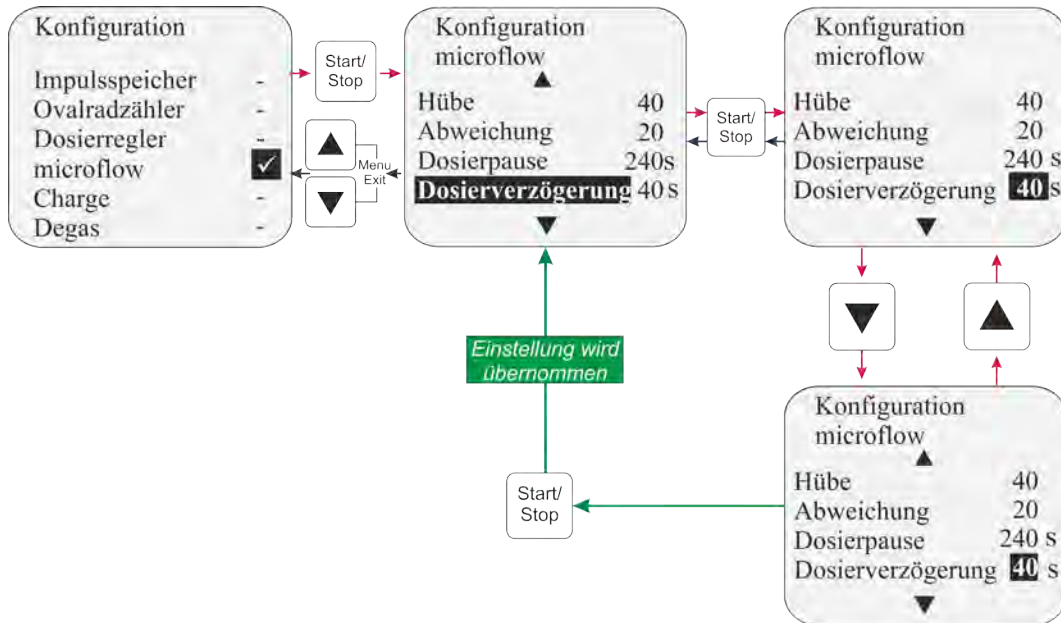 Konfiguration
Impulsspeicher -
Ovalradzähler -
Dosierregler -
microflow ✓
Charge -
Degas -
Start/
Stop
Menu
Exit
Konfiguration
microflow
▲
Hübe 40
Abweichung 20
Dosierpause 240s
Dosierverzögerung 40 s
▼
Start/
Stop
Konfiguration
microflow
Hübe 40
Abweichung 20
Dosierpause 240 s
Dosierverzögerung 40 s
▼
Einstellung wird
übernommen
Start/
Stop
Konfiguration
microflow
▲
Hübe 40
Abweichung 20
Dosierpause 240 s
Dosierverzögerung 40 s
▼